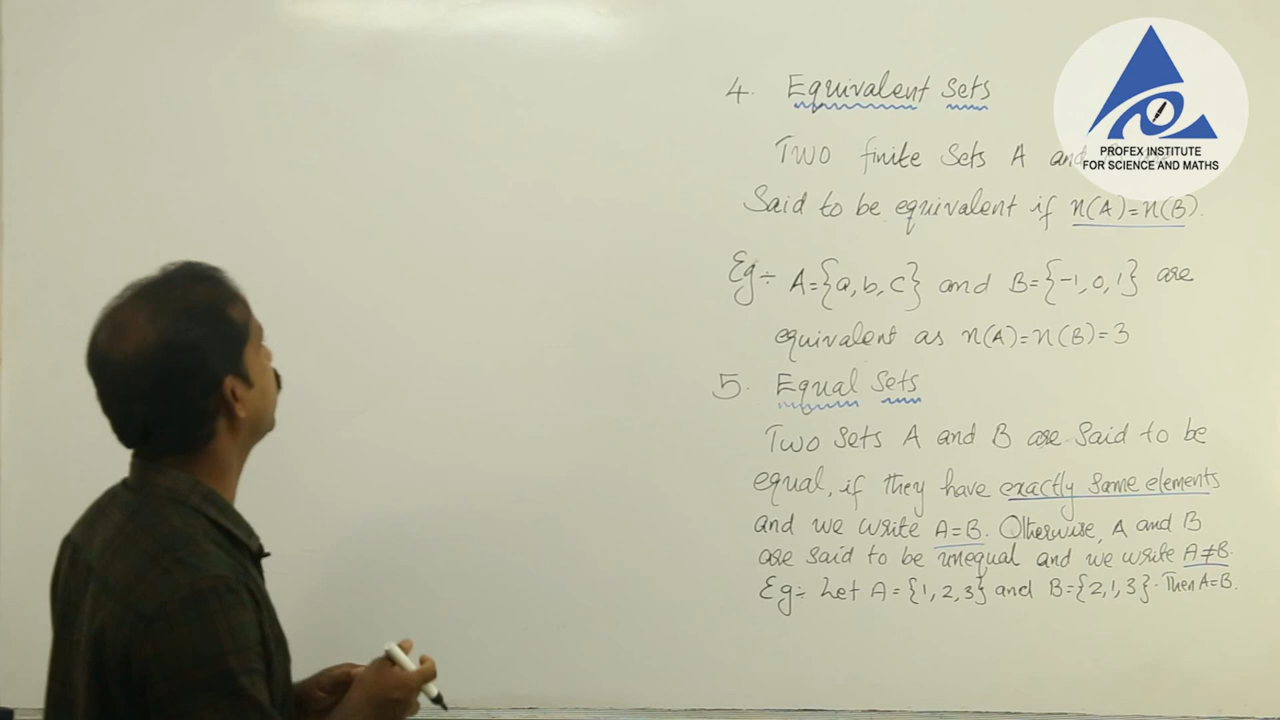 4. Equivalent Sets
Two finite Sets A and
Said to be equivalent if n(A)=n(B).
Eg÷ A={a, b, c} and B={-1, 0, 1} are
equivalent as n(A)=n(B)=3
5. Equal Sets
Two Sets A and B are Said to be
equal, if they have exactly same elements
and we write A=B. Otherwise, A and B
are said to be unequal and we write A≠B.
Eg÷ Let A={1, 2, 3} and B={2, 1, 3}. Then A=B.
PROFEX INSTITUTE
FOR SCIENCE AND MATHS